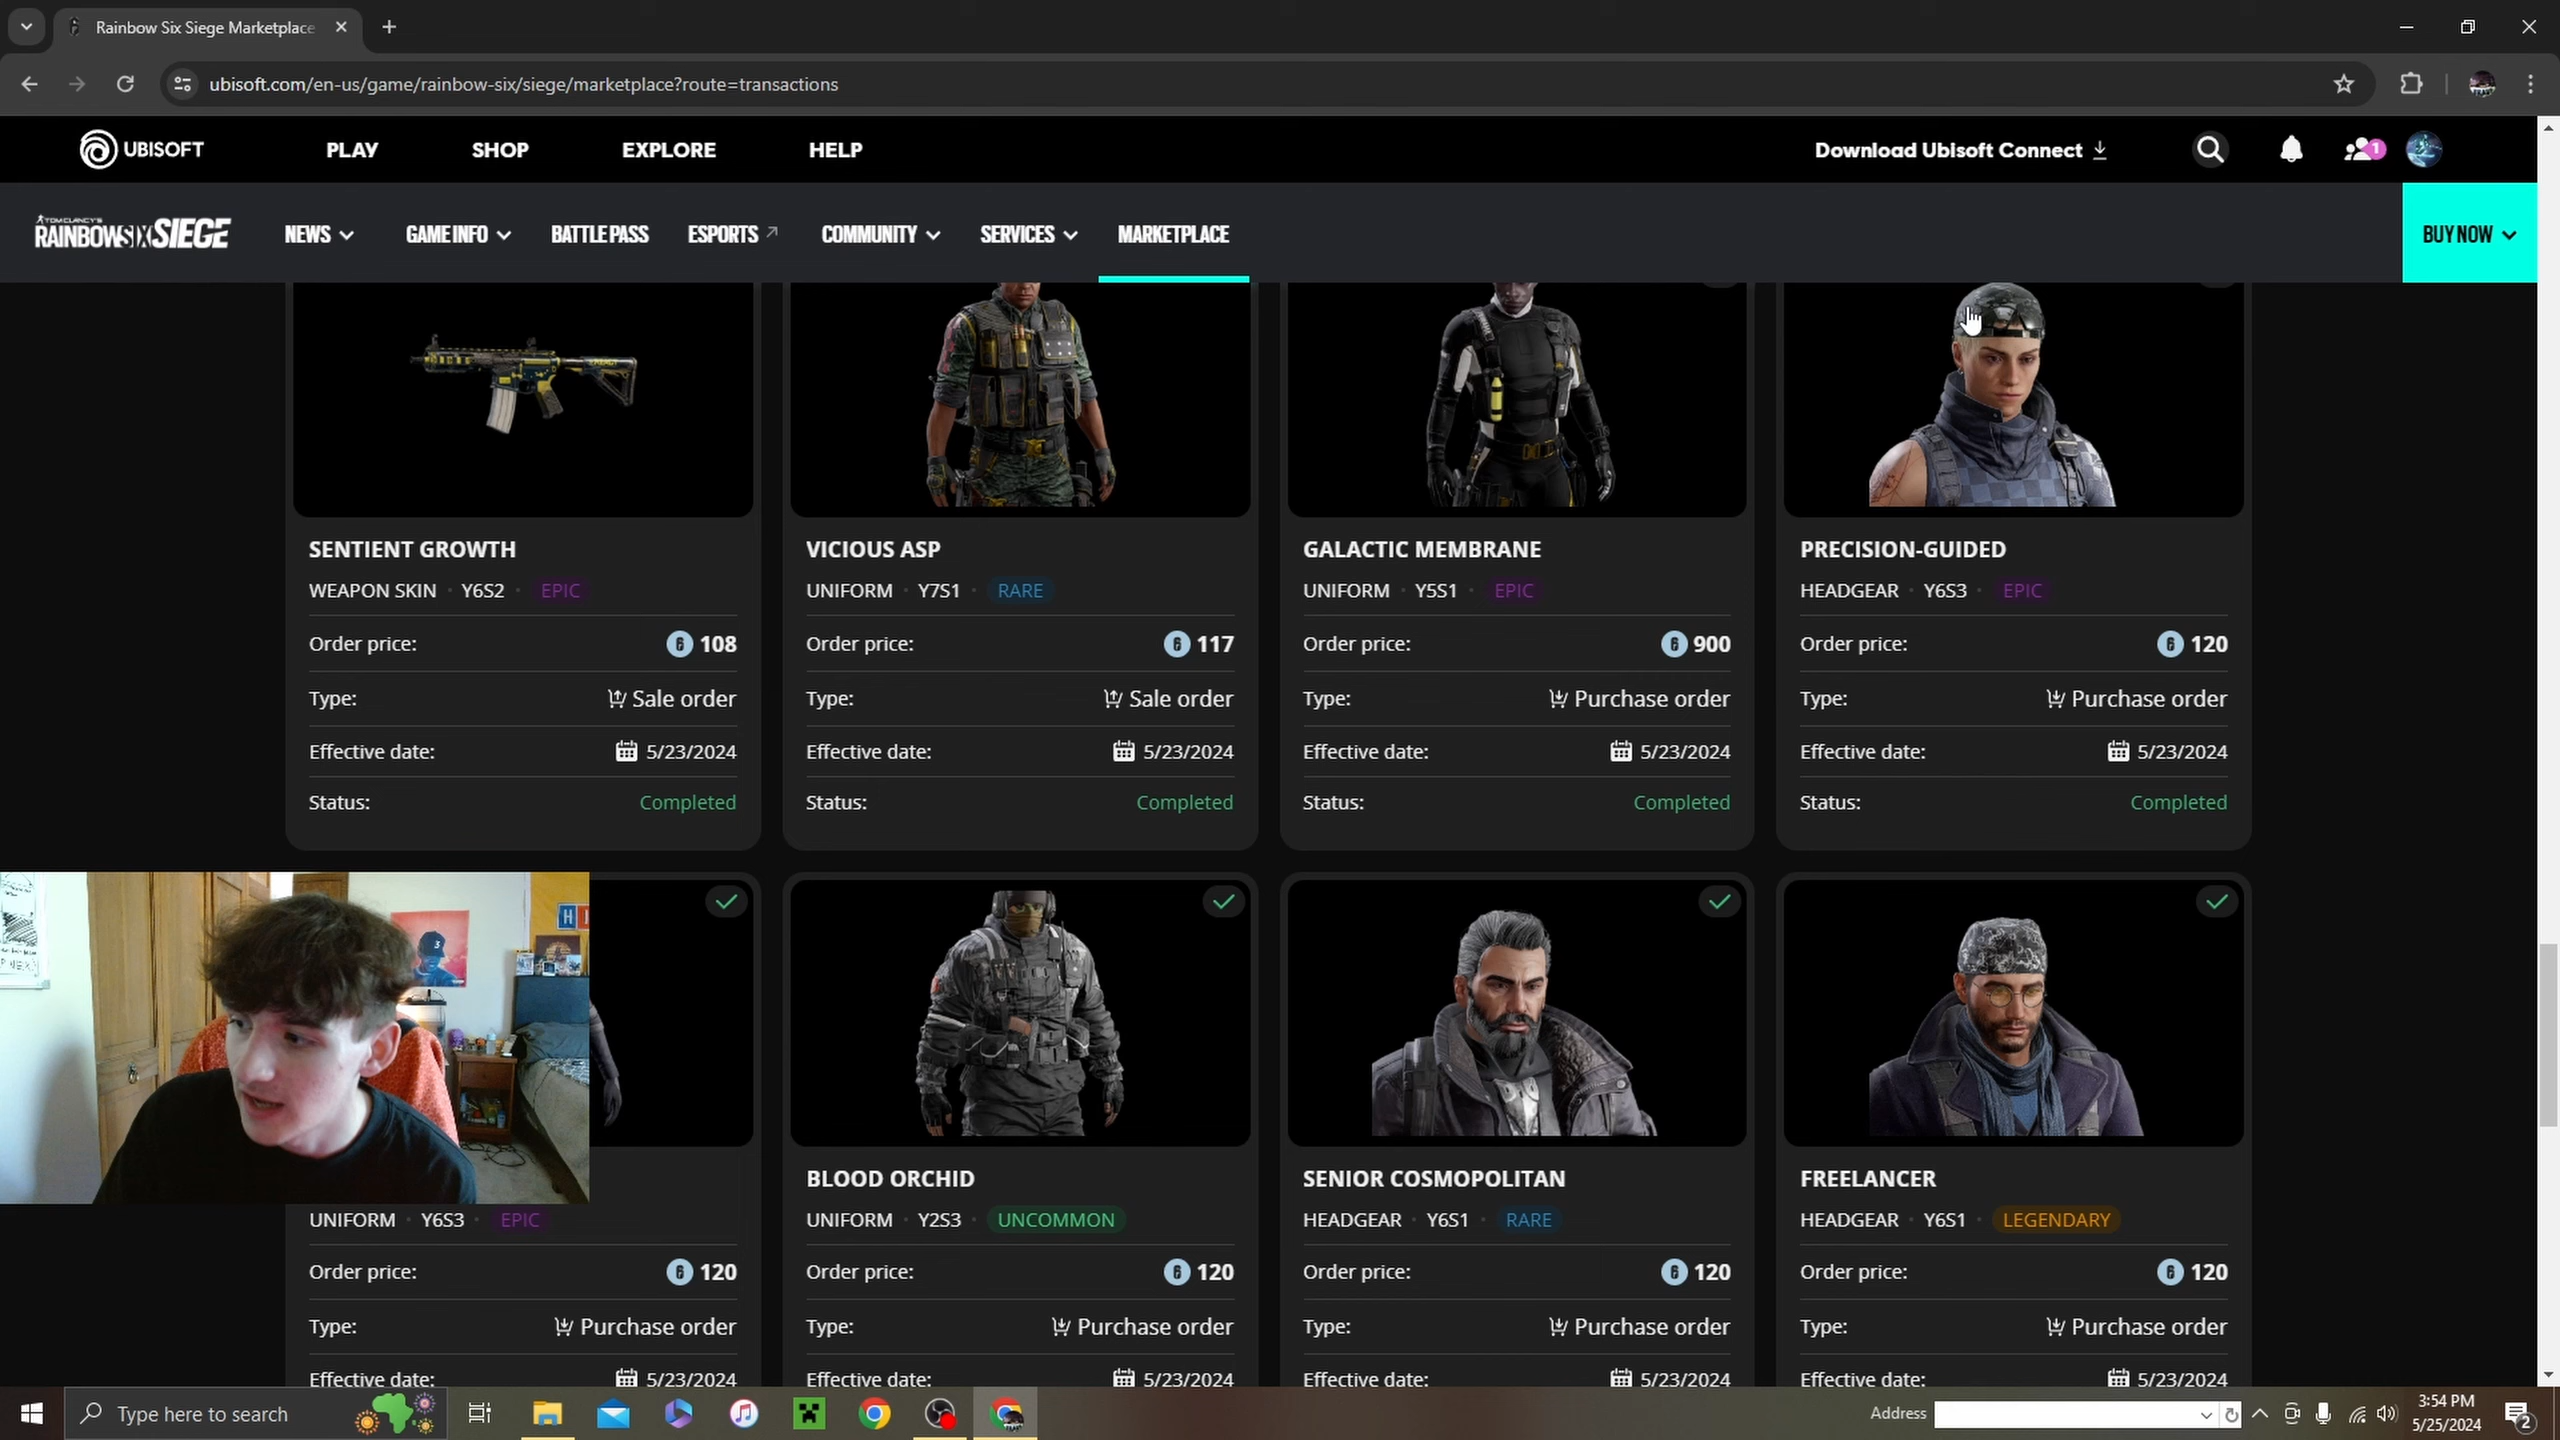 Rainbow Six Siege Marketplace
ubisoft.com/en-us/game/rainbow-six/siege/marketplace?route=transactions
UBISOFT PLAY SHOP EXPLORE HELP Download Ubisoft Connect 1
TOM CLANCY'S
RAINBOW SIX SIEGE NEWS GAME INFO BATTLE PASS ESPORTS COMMUNITY SERVICES MARKETPLACE BUY NOW
SENTIENT GROWTH
WEAPON SKIN · Y6S2 · EPIC
Order price: 108
Type: Sale order
Effective date: 5/23/2024
Status: Completed
VICIOUS ASP
UNIFORM · Y7S1 · RARE
Order price: 117
Type: Sale order
Effective date: 5/23/2024
Status: Completed
GALACTIC MEMBRANE
UNIFORM · Y5S1 · EPIC
Order price: 900
Type: Purchase order
Effective date: 5/23/2024
Status: Completed
PRECISION-GUIDED
HEADGEAR · Y6S3 · EPIC
Order price: 120
Type: Purchase order
Effective date: 5/23/2024
Status: Completed
UNIFORM · Y6S3 · EPIC
Order price: 120
Type: Purchase order
Effective date: 5/23/2024
BLOOD ORCHID
UNIFORM · Y2S3 · UNCOMMON
Order price: 120
Type: Purchase order
Effective date: 5/23/2024
SENIOR COSMOPOLITAN
HEADGEAR · Y6S1 · RARE
Order price: 120
Type: Purchase order
Effective date: 5/23/2024
FREELANCER
HEADGEAR · Y6S1 · LEGENDARY
Order price: 120
Type: Purchase order
Effective date: 5/23/2024
Type here to search
Address
3:54 PM
5/25/2024
2